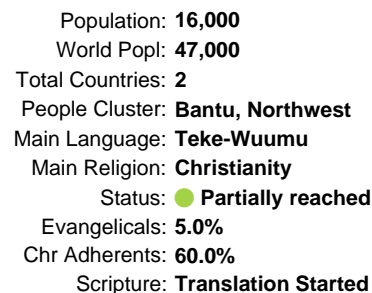 Population: 16,000
World Popl: 47,000
Total Countries: 2
People Cluster: Bantu, Northwest
Main Language: Teke-Wuumu
Main Religion: Christianity
Status: Partially reached
Evangelicals: 5.0%
Chr Adherents: 60.0%
Scripture: Translation Started